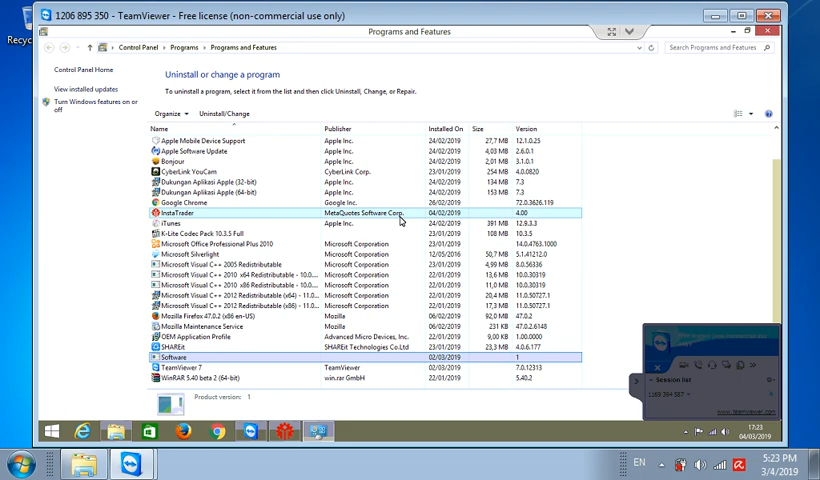 Recyc
1206 895 350 - TeamViewer - Free license (non-commercial use only)
Programs and Features
Control Panel Programs Programs and Features
Search Programs and Features
Control Panel Home
View installed updates
Turn Windows features on or off
Uninstall or change a program
To uninstall a program, select it from the list and then click Uninstall, Change, or Repair.
Organize Uninstall/Change
Name Publisher Installed On Size Version
Apple Mobile Device Support Apple Inc. 24/02/2019 27,7 MB 12.1.0.25
Apple Software Update Apple Inc. 24/02/2019 4,03 MB 2.6.0.1
Bonjour Apple Inc. 24/02/2019 2,01 MB 3.1.0.1
CyberLink YouCam CyberLink Corp. 23/01/2019 254 MB 4.0.0820
Dukungan Aplikasi Apple (32-bit) Apple Inc. 24/02/2019 134 MB 7.3
Dukungan Aplikasi Apple (64-bit) Apple Inc. 24/02/2019 154 MB 7.3
Google Chrome Google Inc. 26/02/2019 72.0.3626.119
InstaTrader MetaQuotes Software Corp. 04/02/2019 4.00
iTunes Apple Inc. 24/02/2019 391 MB 12.9.3.3
K-Lite Codec Pack 10.3.5 Full 23/01/2019 108 MB 10.3.5
Microsoft Office Professional Plus 2010 Microsoft Corporation 23/01/2019 14.0.4763.1000
Microsoft Silverlight Microsoft Corporation 12/05/2016 50,7 MB 5.1.41212.0
Microsoft Visual C++ 2005 Redistributable Microsoft Corporation 23/01/2019 4,99 MB 8.0.56336
Microsoft Visual C++ 2010 x64 Redistributable - 10.0.... Microsoft Corporation 22/01/2019 13,6 MB 10.0.30319
Microsoft Visual C++ 2010 x86 Redistributable - 10.0.... Microsoft Corporation 22/01/2019 11,0 MB 10.0.30319
Microsoft Visual C++ 2012 Redistributable (x64) - 11.0... Microsoft Corporation 22/01/2019 20,4 MB 11.0.50727.1
Microsoft Visual C++ 2012 Redistributable (x86) - 11.0... Microsoft Corporation 22/01/2019 17,3 MB 11.0.50727.1
Mozilla Firefox 47.0.2 (x86 en-US) Mozilla 06/02/2019 92,0 MB 47.0.2
Mozilla Maintenance Service Mozilla 06/02/2019 231 KB 47.0.2.6148
OEM Application Profile Advanced Micro Devices, Inc. 22/01/2019 9,00 KB 1.00.0000
SHAREit SHAREit Technologies Co.Ltd 23/01/2019 23,3 MB 4.0.6.177
Software 02/03/2019 1
TeamViewer 7 TeamViewer 02/03/2019 7.0.12313
WinRAR 5.40 beta 2 (64-bit) win.rar GmbH 22/01/2019 5.40.2
Product version: 1
Session list
www.teamviewer.com
17:23
04/03/2019
EN
5:23 PM
3/4/2019